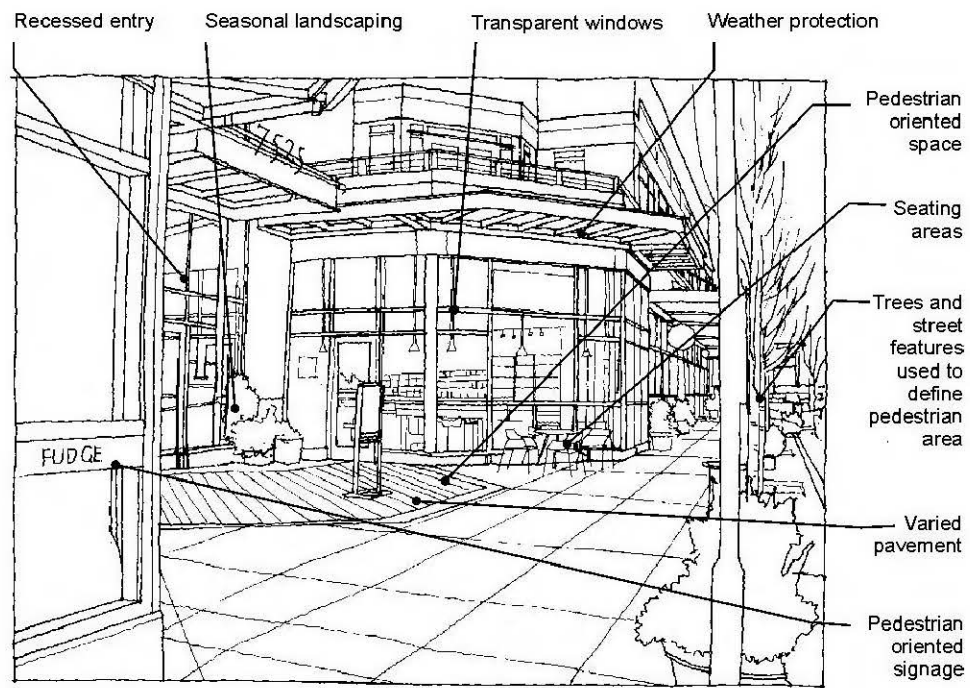 Recessed entry
Seasonal landscaping
Transparent windows
Weather protection
Pedestrian
oriented
space
Seating
areas
Trees and
street
features
used to
define
pedestrian
area
Varied
pavement
Pedestrian
oriented
signage
17525
FUDGE